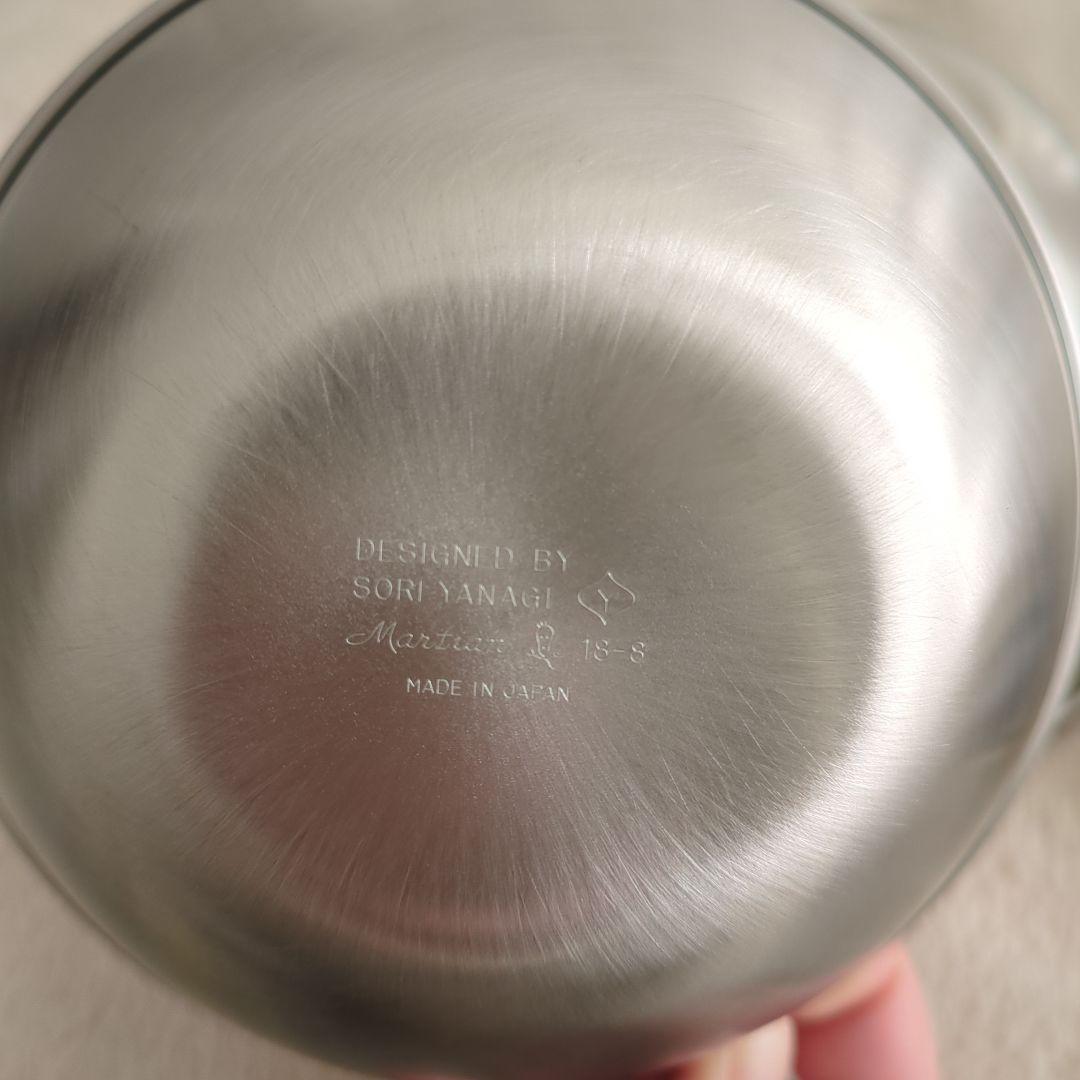 DESIGNED BY
SORI YANAGI Y
Martian 18-8
MADE IN JAPAN